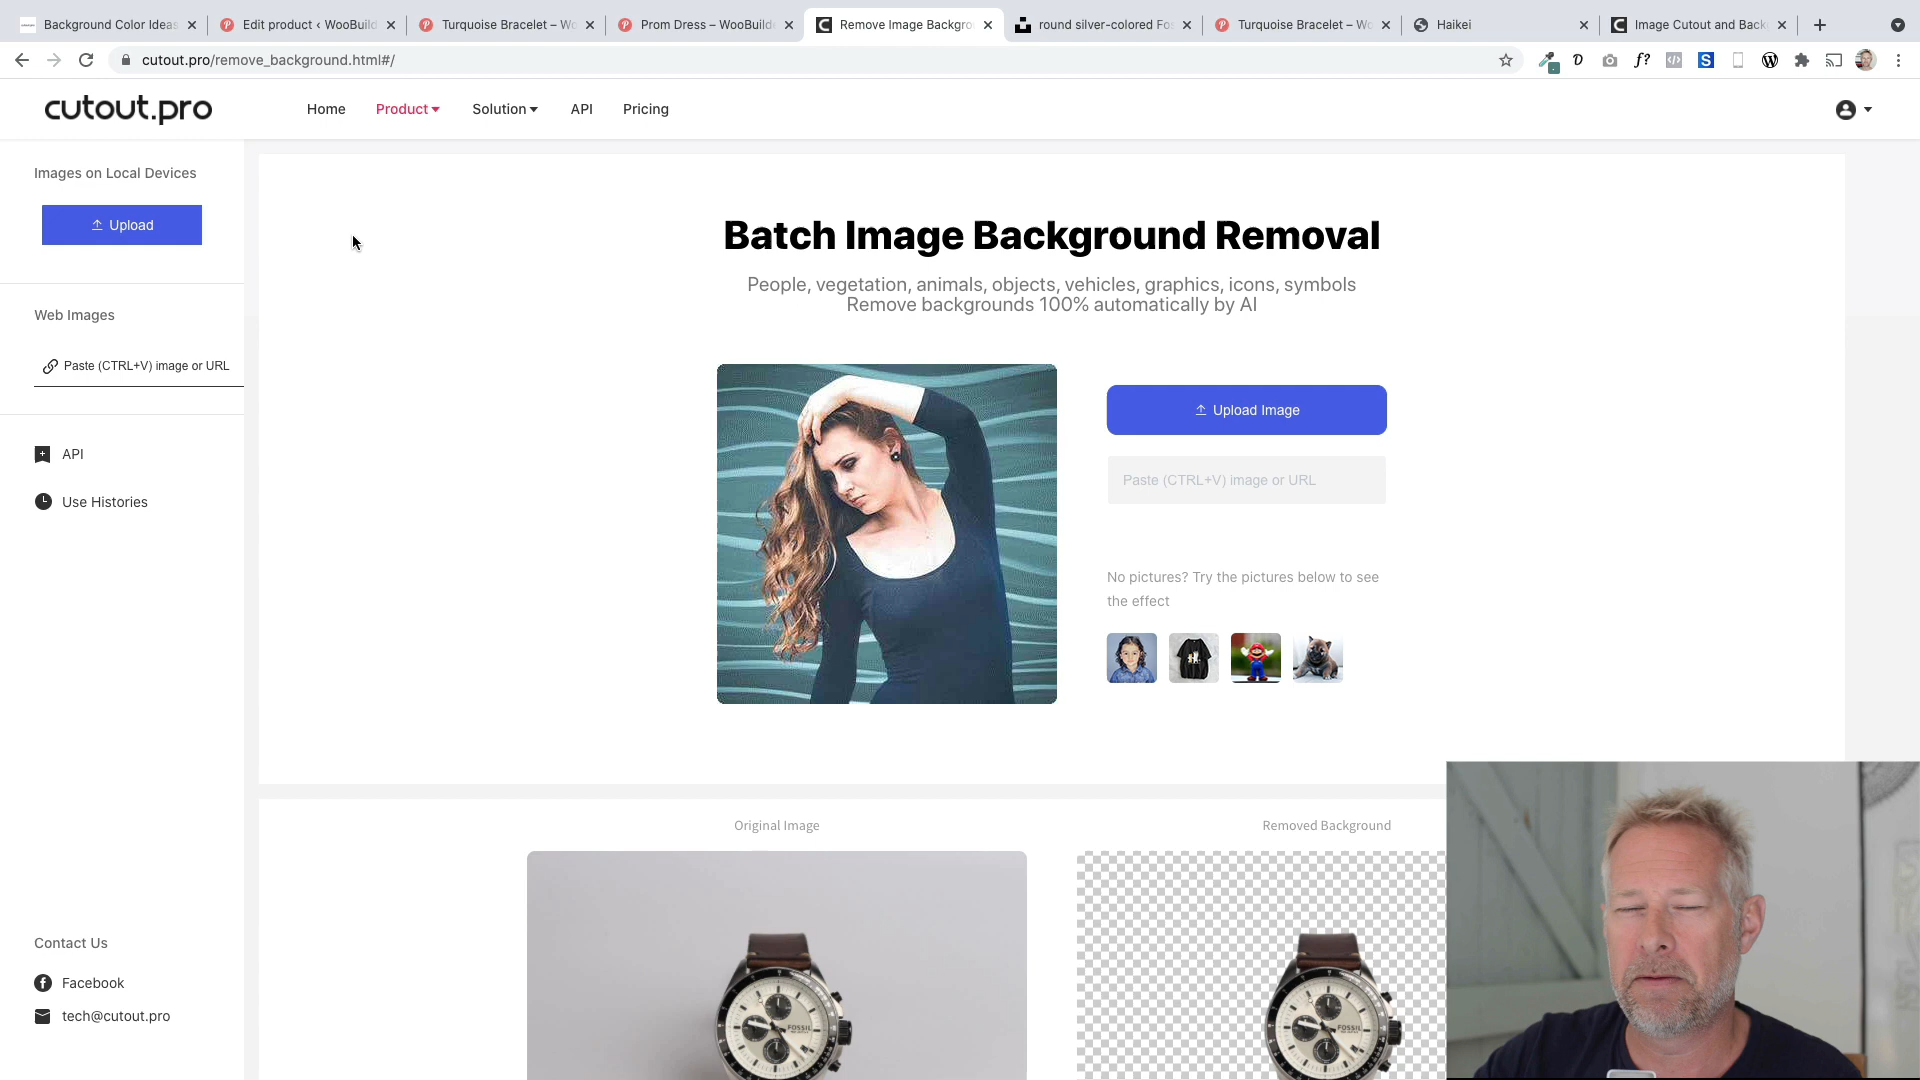 Background Color Ideas
Edit product ‹ WooBuild
Turquoise Bracelet – Wo
Prom Dress – WooBuilde
Remove Image Backgro
round silver-colored Fos
Turquoise Bracelet – Wo
Haikei
Image Cutout and Back
cutout.pro/remove_background.html#/
cutout.pro
Home
Product
Solution
API
Pricing
Images on Local Devices
Upload
Web Images
Paste (CTRL+V) image or URL
API
Use Histories
Contact Us
Facebook
tech@cutout.pro
Batch Image Background Removal
People, vegetation, animals, objects, vehicles, graphics, icons, symbols
Remove backgrounds 100% automatically by AI
Upload Image
Paste (CTRL+V) image or URL
No pictures? Try the pictures below to see
the effect
Original Image
Removed Background
FOSSIL
FOSSIL